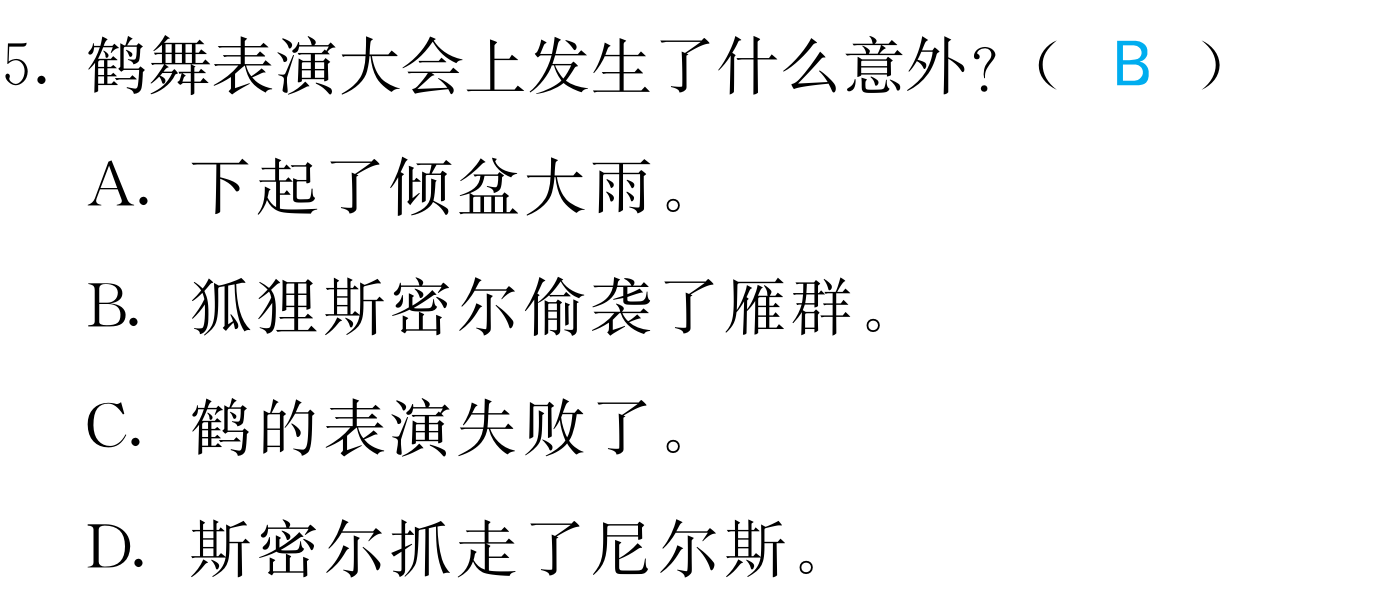 5. 鹤舞表演大会上发生了什么意外?（ B ）
A. 下起了倾盆大雨。
B. 狐狸斯密尔偷袭了雁群。
C. 鹤的表演失败了。
D. 斯密尔抓走了尼尔斯。